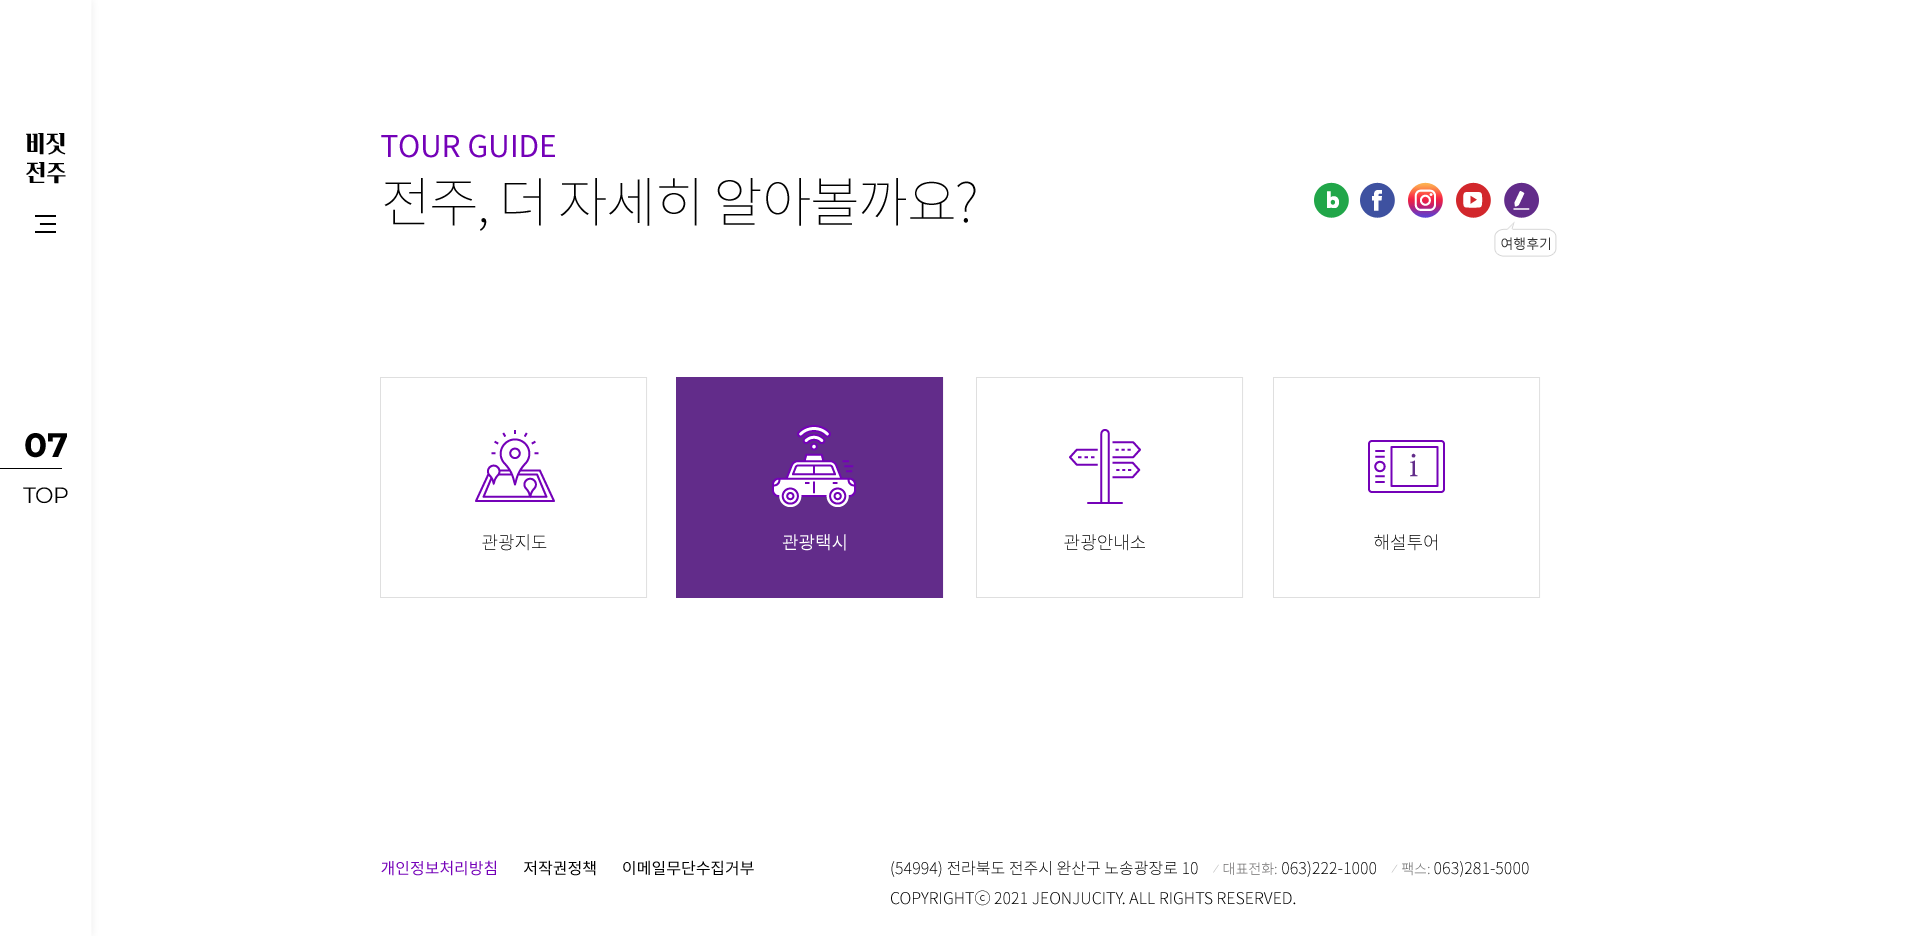 비짓
전주
07
TOP
TOUR GUIDE
전주, 더 자세히 알아볼까요?
여행후기
관광지도
관광택시
관광안내소
해설투어
개인정보처리방침 저작권정책 이메일무단수집거부
(54994) 전라북도 전주시 완산구 노송광장로 10 ⁄ 대표전화: 063)222-1000 ⁄ 팩스: 063)281-5000
COPYRIGHTⓒ 2021 JEONJUCITY. ALL RIGHTS RESERVED.